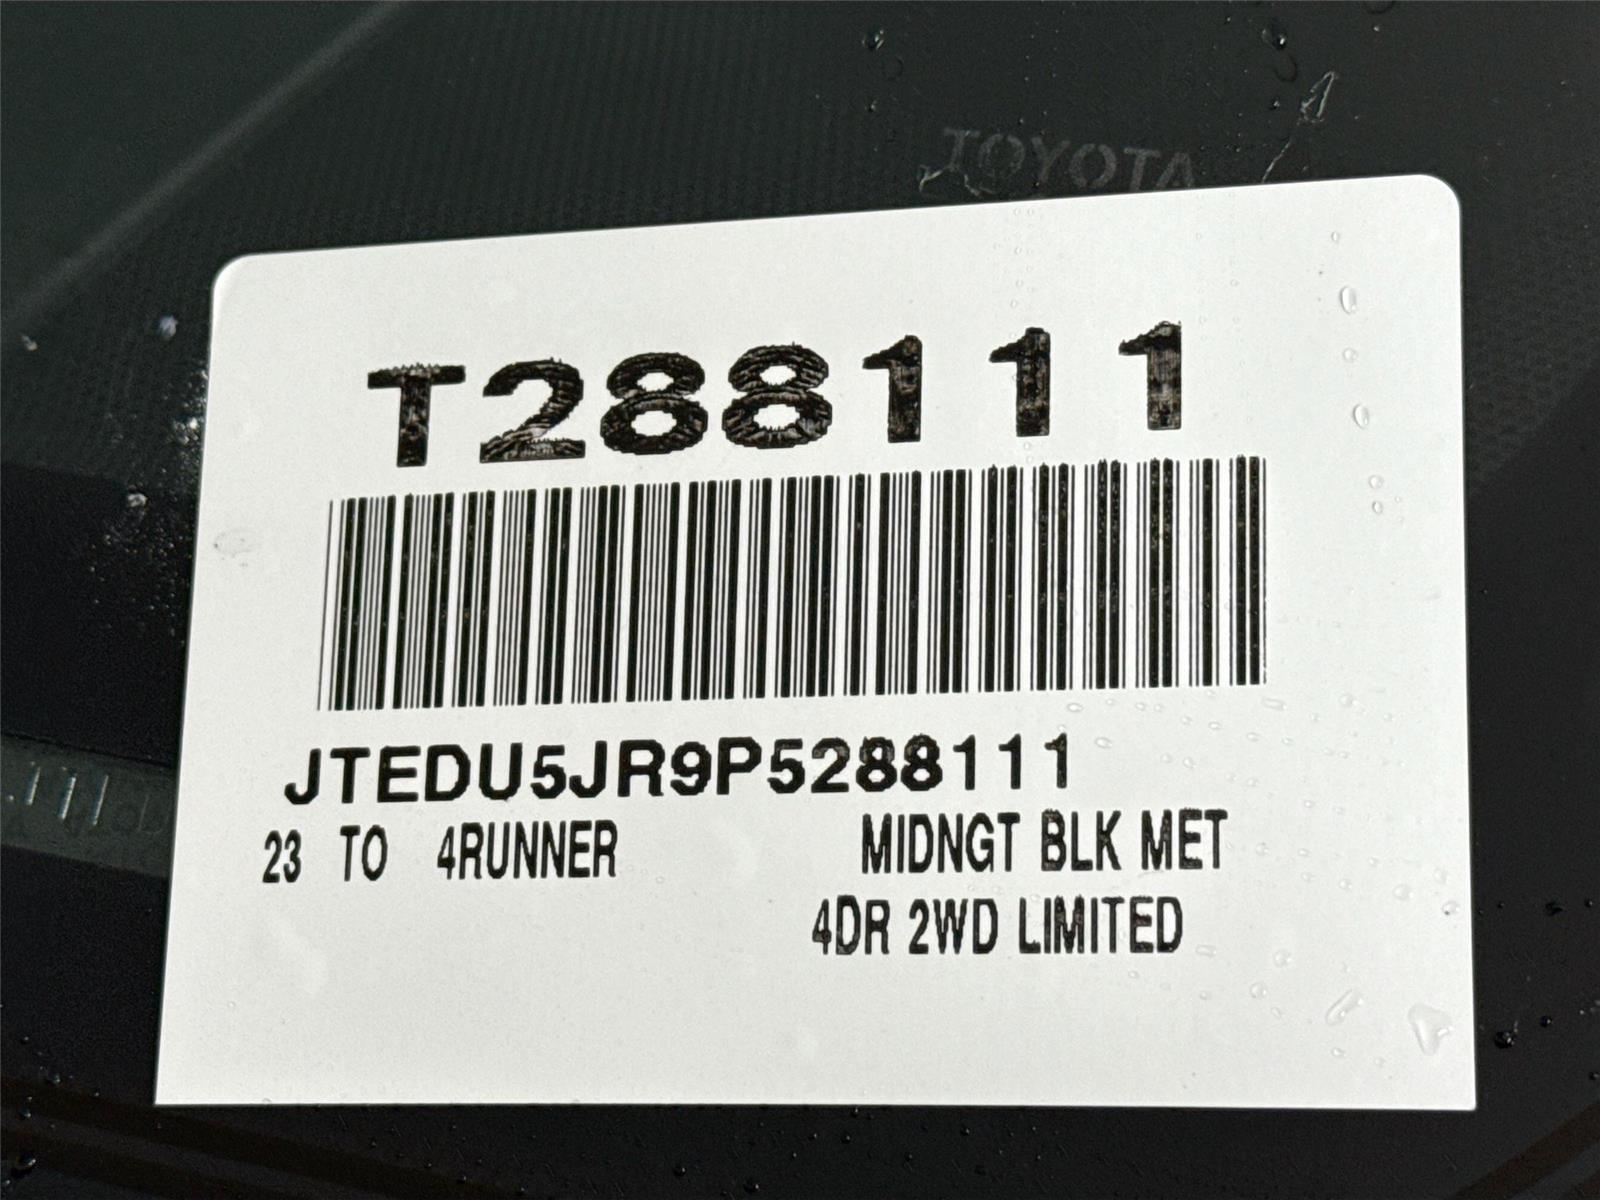 TOYOTA
T288111
JTEDU5JR9P5288111
23 TO 4RUNNER MIDNGT BLK MET
4DR 2WD LIMITED